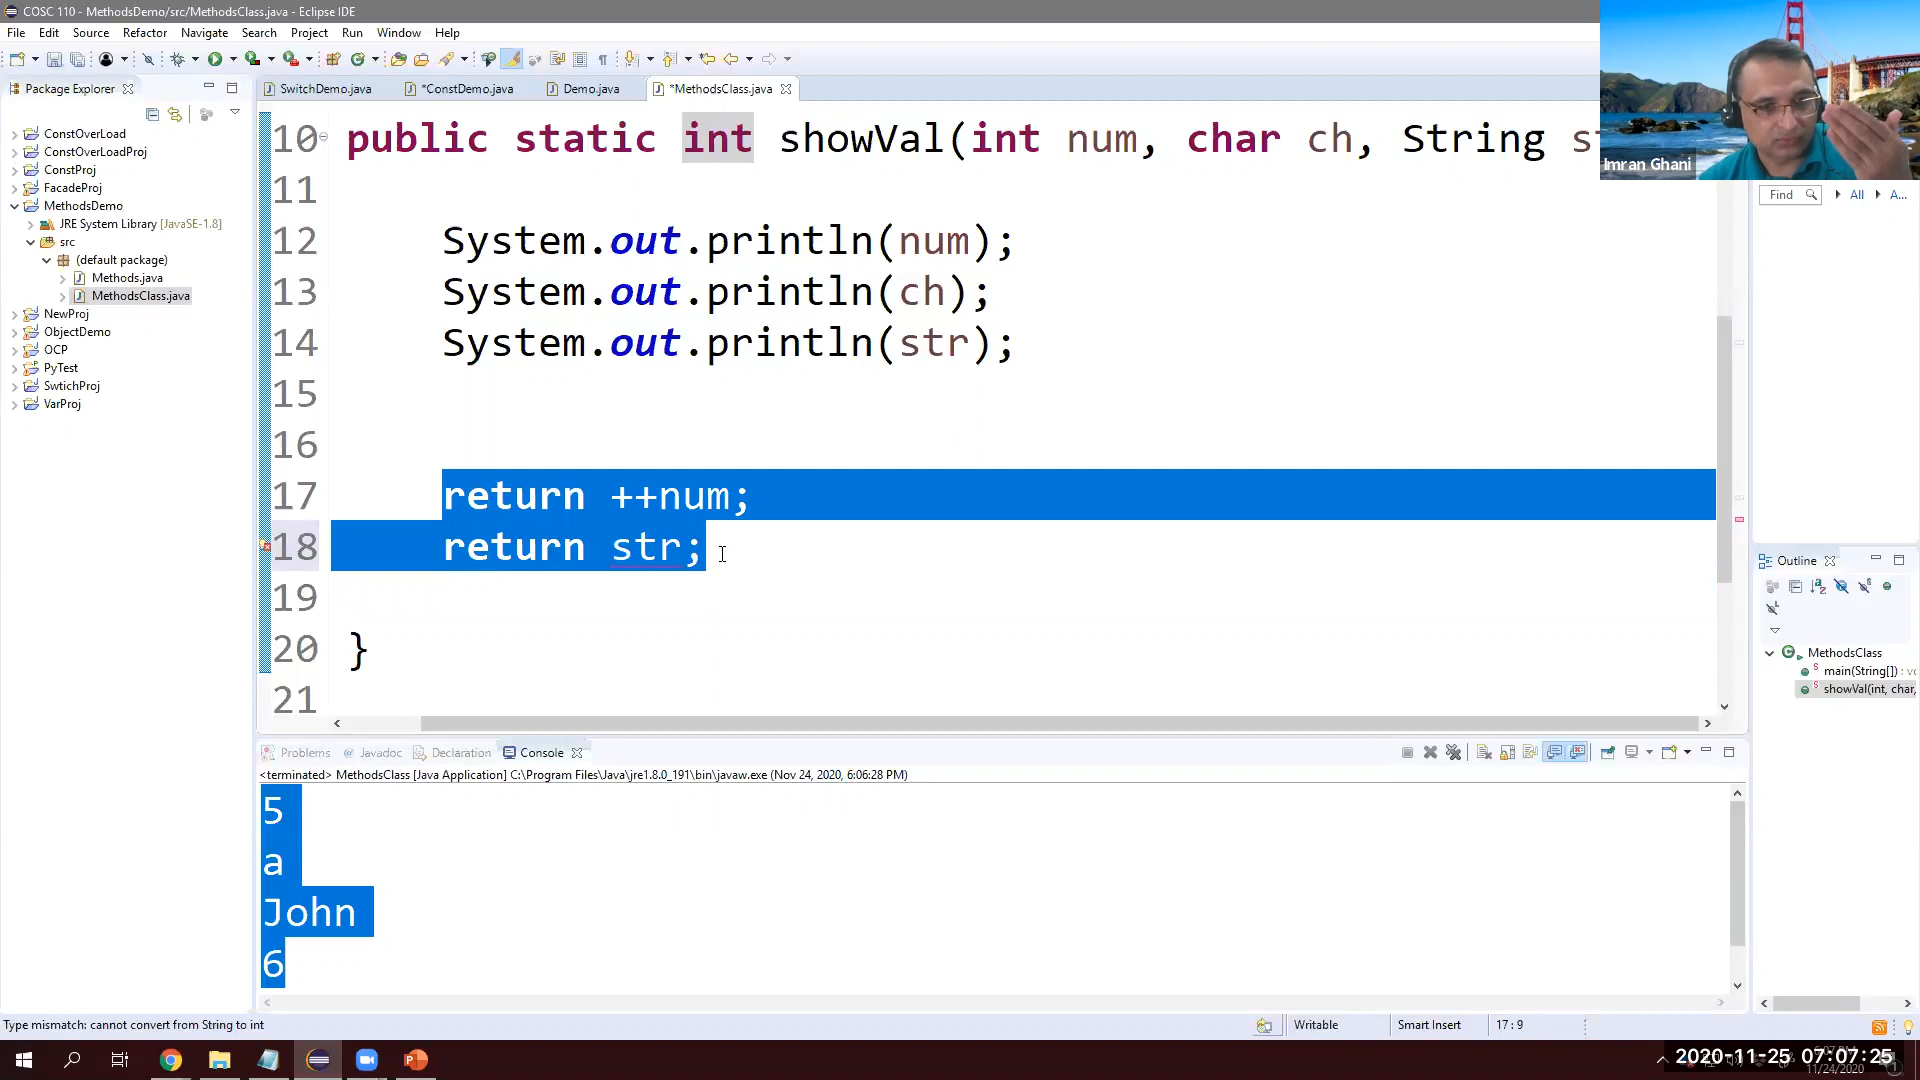 COSC 110 - MethodsDemo/src/MethodsClass.java - Eclipse IDE
File Edit Source Refactor Navigate Search Project Run Window Help
Package Explorer
ConstOverLoad
ConstOverLoadProj
ConstProj
FacadeProj
MethodsDemo
JRE System Library [JavaSE-1.8]
src
(default package)
Methods.java
MethodsClass.java
NewProj
ObjectDemo
OCP
PyTest
SwtichProj
VarProj
SwitchDemo.java *ConstDemo.java Demo.java *MethodsClass.java
10 public static int showVal(int num, char ch, String s
11
12 System.out.println(num);
13 System.out.println(ch);
14 System.out.println(str);
15
16
17 return ++num;
18 return str;
19
20 }
21
Imran Ghani
Find All A...
Outline
MethodsClass
main(String[]) : vo
showVal(int, char,
Problems @ Javadoc Declaration Console
<terminated> MethodsClass [Java Application] C:\Program Files\Java\jre1.8.0_191\bin\javaw.exe (Nov 24, 2020, 6:06:28 PM)
5
a
John
6
Type mismatch: cannot convert from String to int Writable Smart Insert 17 : 9
2020-11-25 07:07:25
11/24/2020